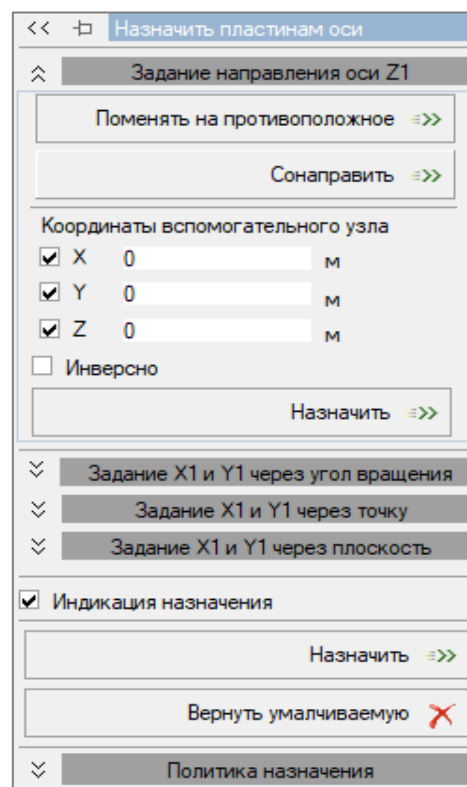 Назначить пластинам оси
Задание направления оси Z1
Поменять на противоположное
Сонаправить
Координаты вспомогательного узла
X 0 м
Y 0 м
Z 0 м
Инверсно
Назначить
Задание X1 и Y1 через угол вращения
Задание X1 и Y1 через точку
Задание X1 и Y1 через плоскость
Индикация назначения
Назначить
Вернуть умалчиваемую
Политика назначения